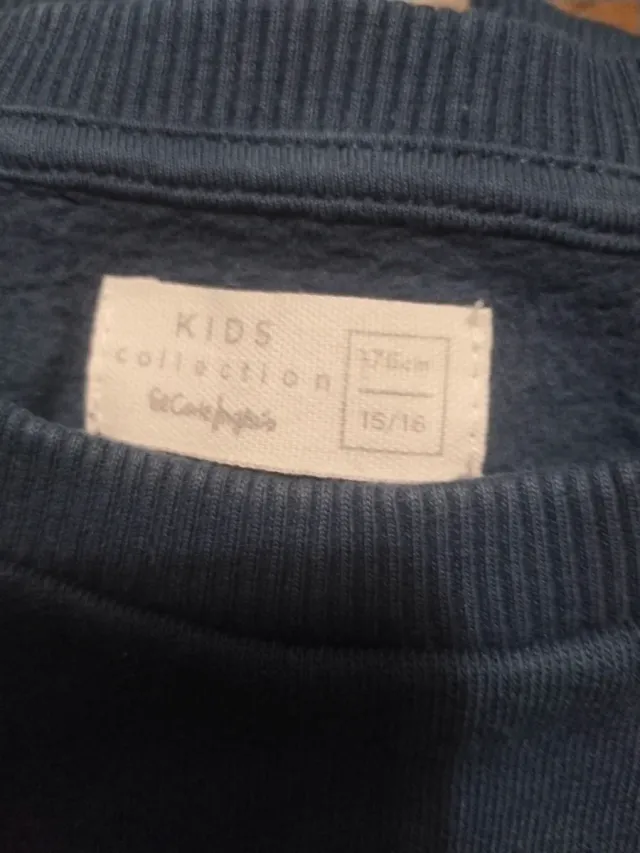 KIDS
collection
El Corte Inglés
176cm
15/16